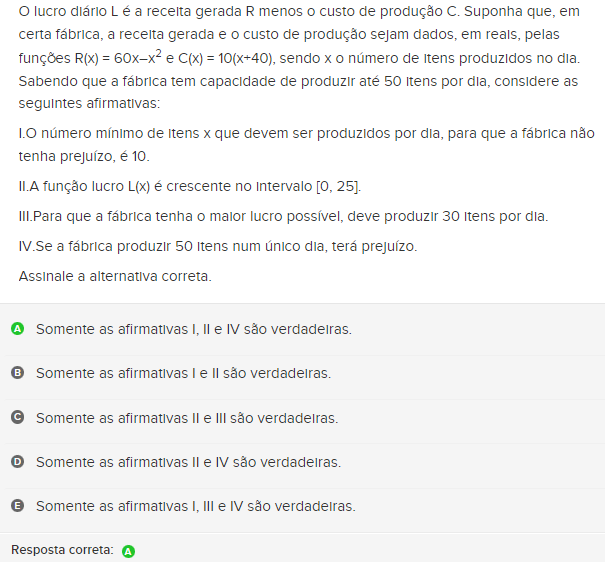 O lucro diário L é a receita gerada R menos o custo de produção C. Suponha que, em
certa fábrica, a receita gerada e o custo de produção sejam dados, em reais, pelas
funções R(x) = 60x–x² e C(x) = 10(x+40), sendo x o número de itens produzidos no dia.
Sabendo que a fábrica tem capacidade de produzir até 50 itens por dia, considere as
seguintes afirmativas:
I.O número mínimo de itens x que devem ser produzidos por dia, para que a fábrica não
tenha prejuízo, é 10.
II.A função lucro L(x) é crescente no intervalo [0, 25].
III.Para que a fábrica tenha o maior lucro possível, deve produzir 30 itens por dia.
IV.Se a fábrica produzir 50 itens num único dia, terá prejuízo.
Assinale a alternativa correta.
A Somente as afirmativas I, II e IV são verdadeiras.
B Somente as afirmativas I e II são verdadeiras.
C Somente as afirmativas II e III são verdadeiras.
D Somente as afirmativas II e IV são verdadeiras.
E Somente as afirmativas I, III e IV são verdadeiras.
Resposta correta: A